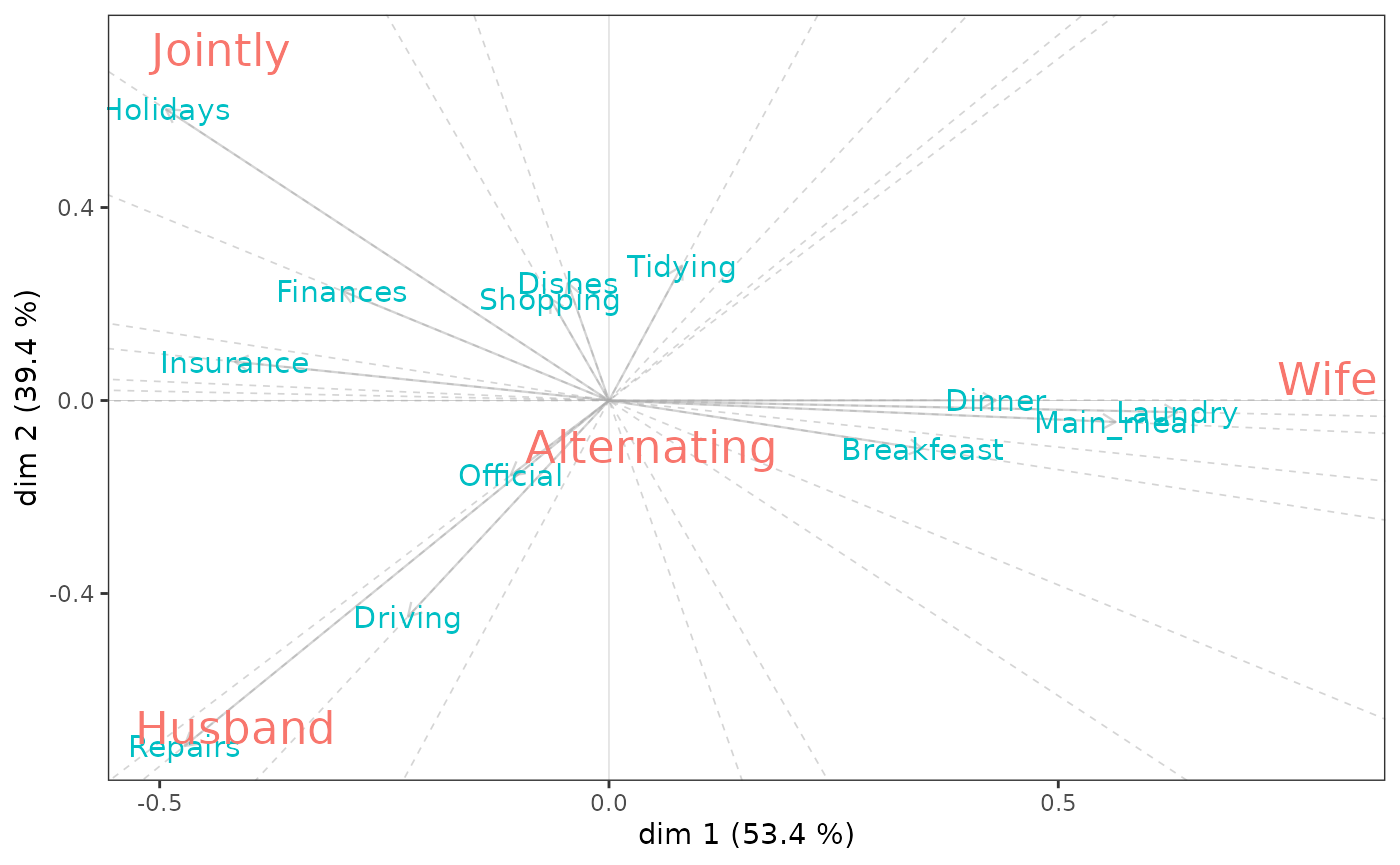 Jointly
Holidays
0.4
Tidying
Dishes
Finances
Shopping
Insurance
Wife
0.0
Dinner
Laundry
Main_meal
Alternating
Breakfeast
Official
-0.4
Driving
Husband
Repairs
-0.5
0.0
0.5
dim 1 (53.4 %)
dim 2 (39.4 %)